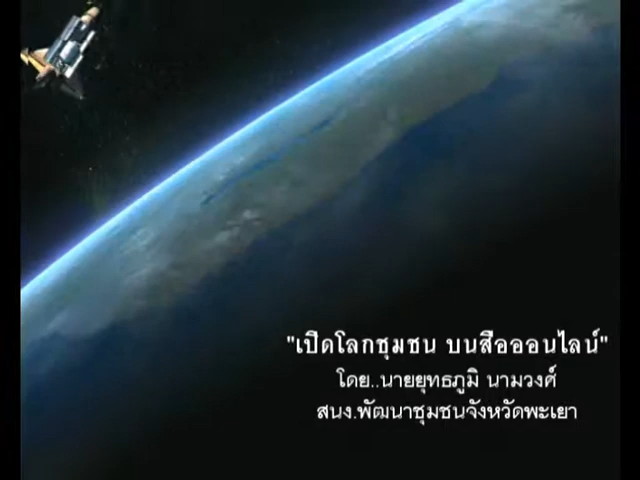 "เปิดโลกชุมชน บนสื่อออนไลน์"
โดย..นายยุทธภูมิ นามวงศ์
สนง.พัฒนาชุมชนจังหวัดพะเยา